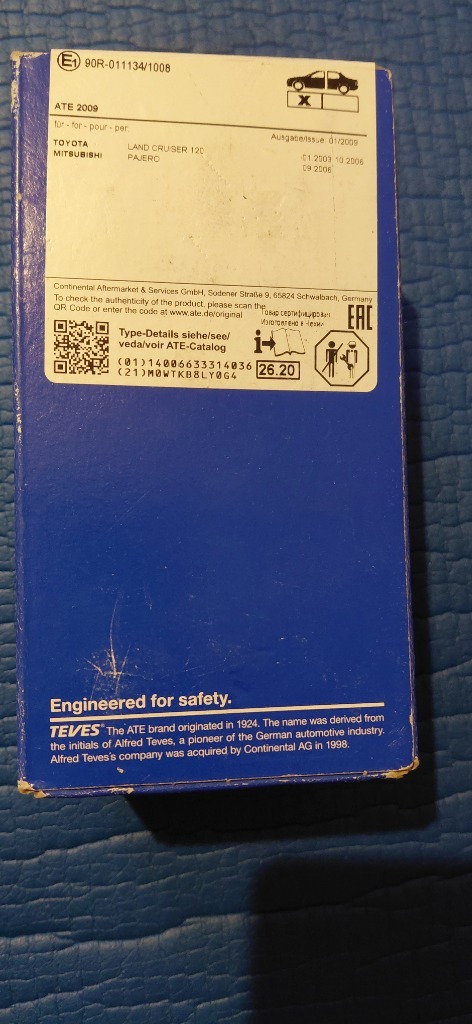 E1 90R-011134/1008
X
ATE 2009
für - for - pour - per:
Ausgabe/Issue: 01/2009
TOYOTA LAND CRUISER 120 01.2003 10.2008
MITSUBISHI PAJERO 09.2006
Continental Aftermarket & Services GmbH, Sodener Straße 9, 65824 Schwalbach, Germany
To check the authenticity of the product, please scan the
QR Code or enter the code at www.ate.de/original
Товар сертифицирован
Изготовлено в Чехии
EAC
Type-Details siehe/see/
veda/voir ATE-Catalog
i
(01)14006633314036
(21)M0WTKB8LY0G4
26.20
Engineered for safety.
TEVES® The ATE brand originated in 1924. The name was derived from
the initials of Alfred Teves, a pioneer of the German automotive industry.
Alfred Teves's company was acquired by Continental AG in 1998.